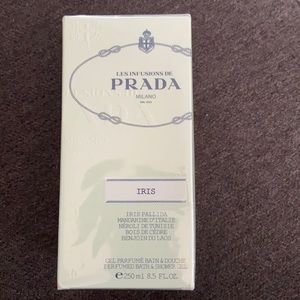 LES INFUSIONS DE
PRADA
MILANO
IRIS
IRIS PALLIDA
MANDARINE D'ITALIE
NÉROLI DE TUNISIE
BOIS DE CÈDRE
BENJOIN DU LAOS
GEL PARFUMÉ BAIN & DOUCHE
PERFUMED BATH & SHOWER GEL
e 250 ml 8.5 FL.OZ.